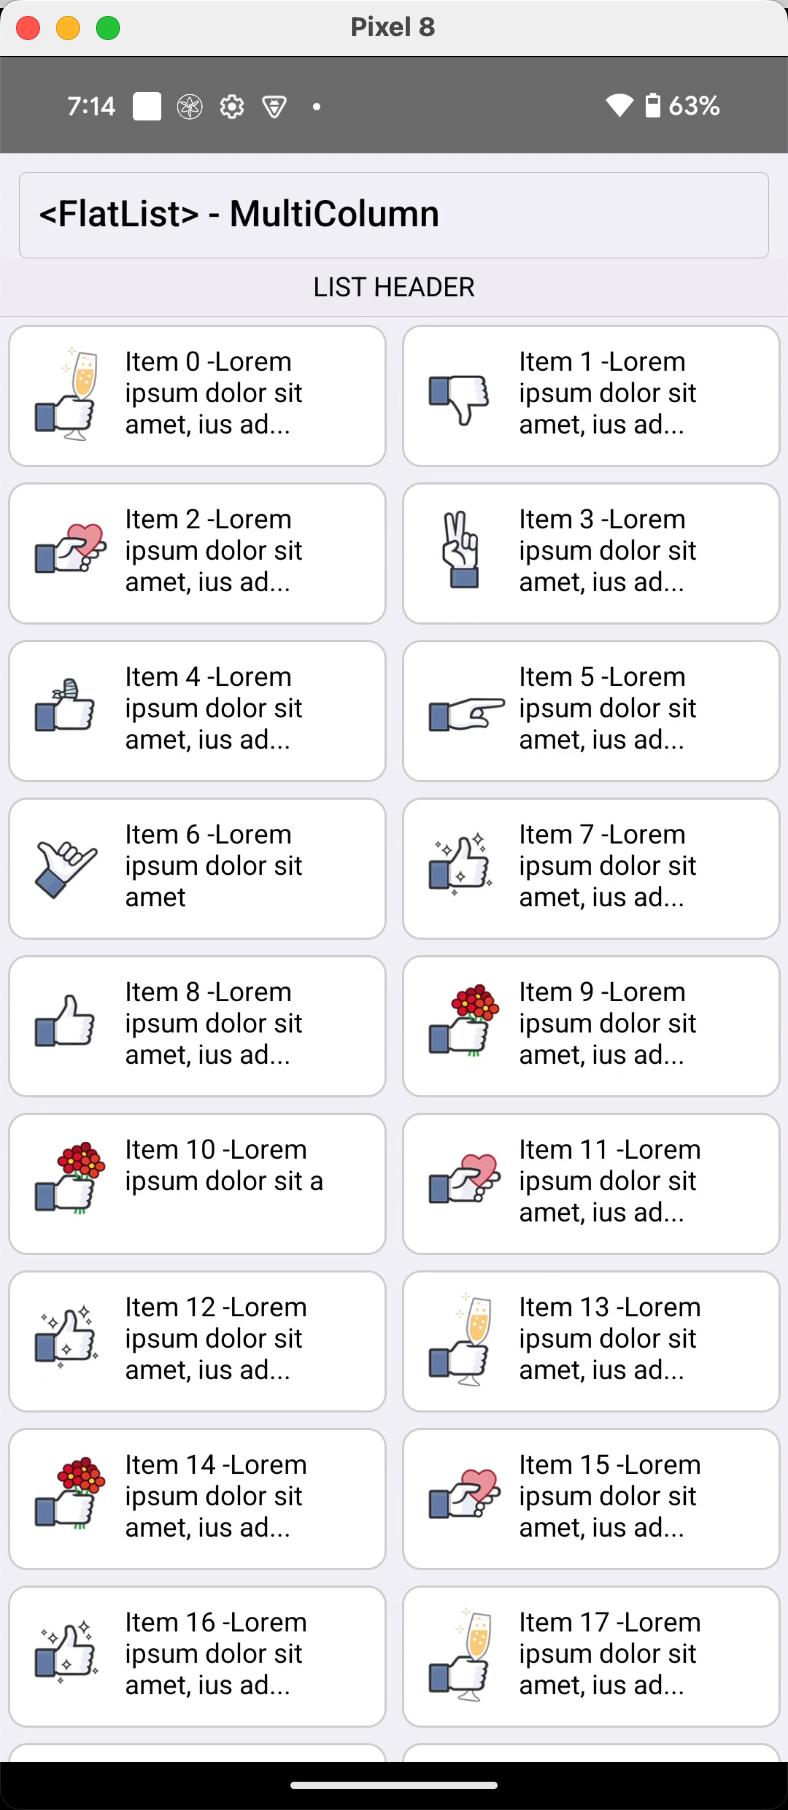 Pixel 8
7:14
63%
<FlatList> - MultiColumn
LIST HEADER
Item 0 -Lorem
ipsum dolor sit
amet, ius ad...
Item 1 -Lorem
ipsum dolor sit
amet, ius ad...
Item 2 -Lorem
ipsum dolor sit
amet, ius ad...
Item 3 -Lorem
ipsum dolor sit
amet, ius ad...
Item 4 -Lorem
ipsum dolor sit
amet, ius ad...
Item 5 -Lorem
ipsum dolor sit
amet, ius ad...
Item 6 -Lorem
ipsum dolor sit
amet
Item 7 -Lorem
ipsum dolor sit
amet, ius ad...
Item 8 -Lorem
ipsum dolor sit
amet, ius ad...
Item 9 -Lorem
ipsum dolor sit
amet, ius ad...
Item 10 -Lorem
ipsum dolor sit a
Item 11 -Lorem
ipsum dolor sit
amet, ius ad...
Item 12 -Lorem
ipsum dolor sit
amet, ius ad...
Item 13 -Lorem
ipsum dolor sit
amet, ius ad...
Item 14 -Lorem
ipsum dolor sit
amet, ius ad...
Item 15 -Lorem
ipsum dolor sit
amet, ius ad...
Item 16 -Lorem
ipsum dolor sit
amet, ius ad...
Item 17 -Lorem
ipsum dolor sit
amet, ius ad...